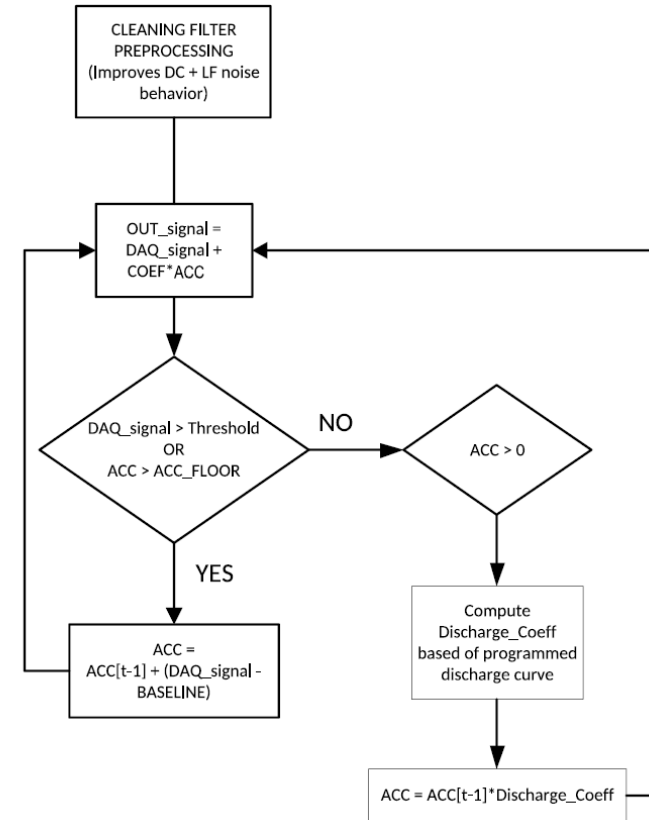 CLEANING FILTER
PREPROCESSING
(Improves DC + LF noise
behavior)
OUT_signal =
DAQ_signal +
COEF*ACC
DAQ_signal > Threshold
OR
ACC > ACC_FLOOR
NO
ACC > 0
YES
ACC =
ACC[t-1] + (DAQ_signal -
BASELINE)
Compute
Discharge_Coeff
based of programmed
discharge curve
ACC = ACC[t-1]*Discharge_Coeff